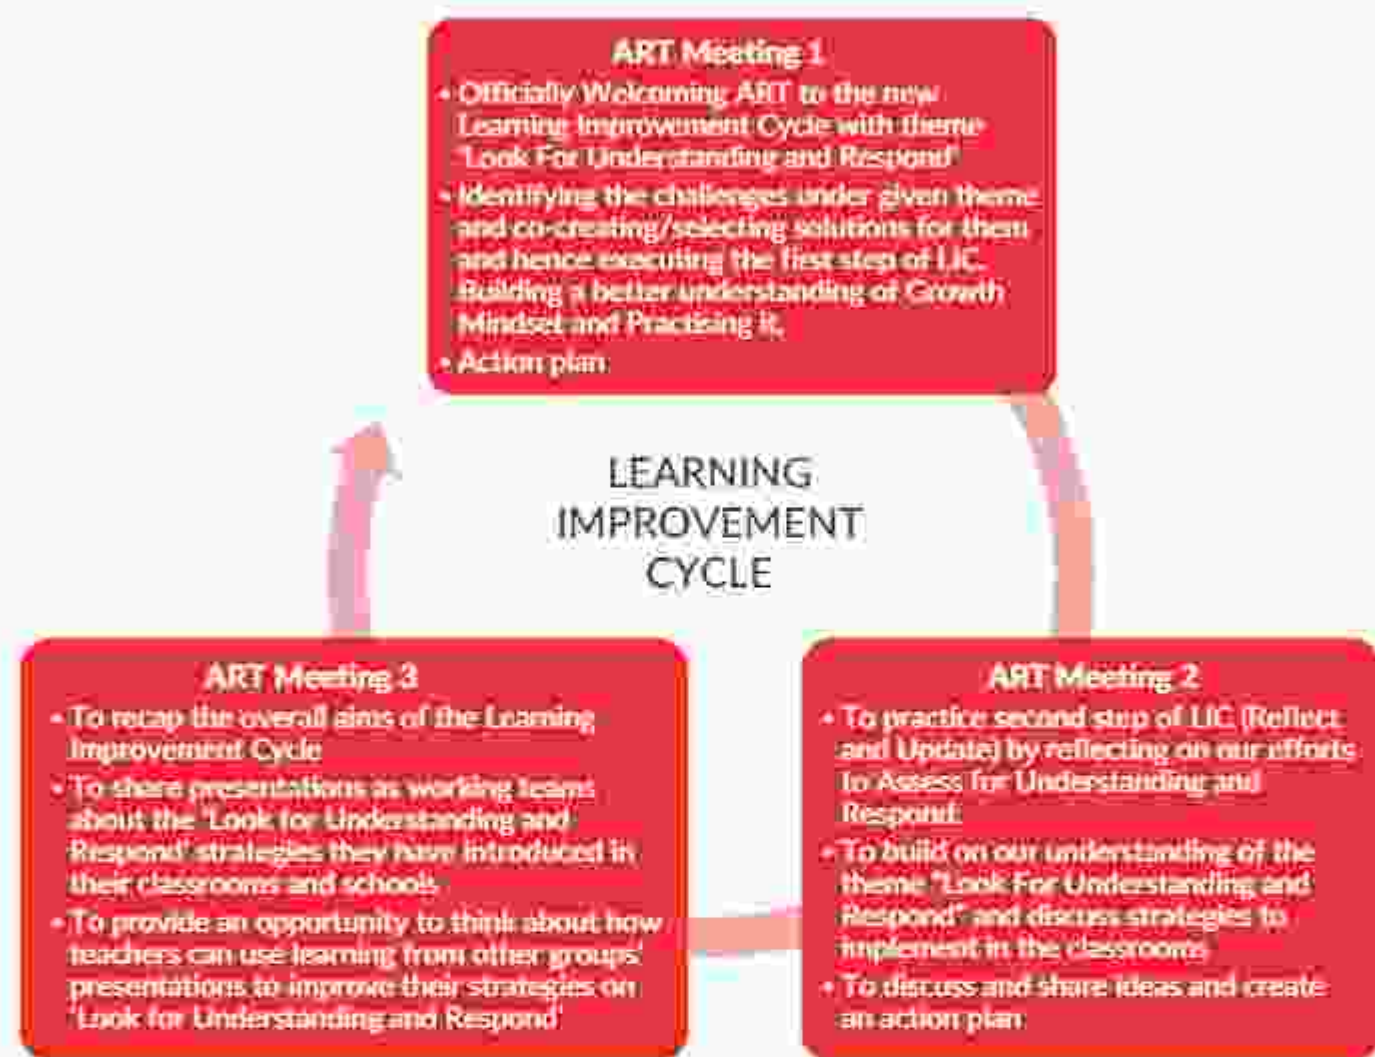 ART Meeting 1
• Officially Welcoming ART to the new
Learning Improvement Cycle with theme
'Look For Understanding and Respond'
• Identifying the challenges under given theme
and co-creating/selecting solutions for them
and hence executing the first step of LIC.
Building a better understanding of Growth
Mindset and Practising it.
• Action plan
LEARNING
IMPROVEMENT
CYCLE
ART Meeting 3
• To recap the overall aims of the Learning
Improvement Cycle
• To share presentations as working teams
about the 'Look for Understanding and
Respond' strategies they have introduced in
their classrooms and schools
• To provide an opportunity to think about how
teachers can use learning from other groups'
presentations to improve their strategies on
'Look for Understanding and Respond'
ART Meeting 2
• To practice second step of LIC (Reflect
and Update) by reflecting on our efforts
to Assess for Understanding and
Respond.
• To build on our understanding of the
theme "Look For Understanding and
Respond" and discuss strategies to
implement in the classrooms
• To discuss and share ideas and create
an action plan